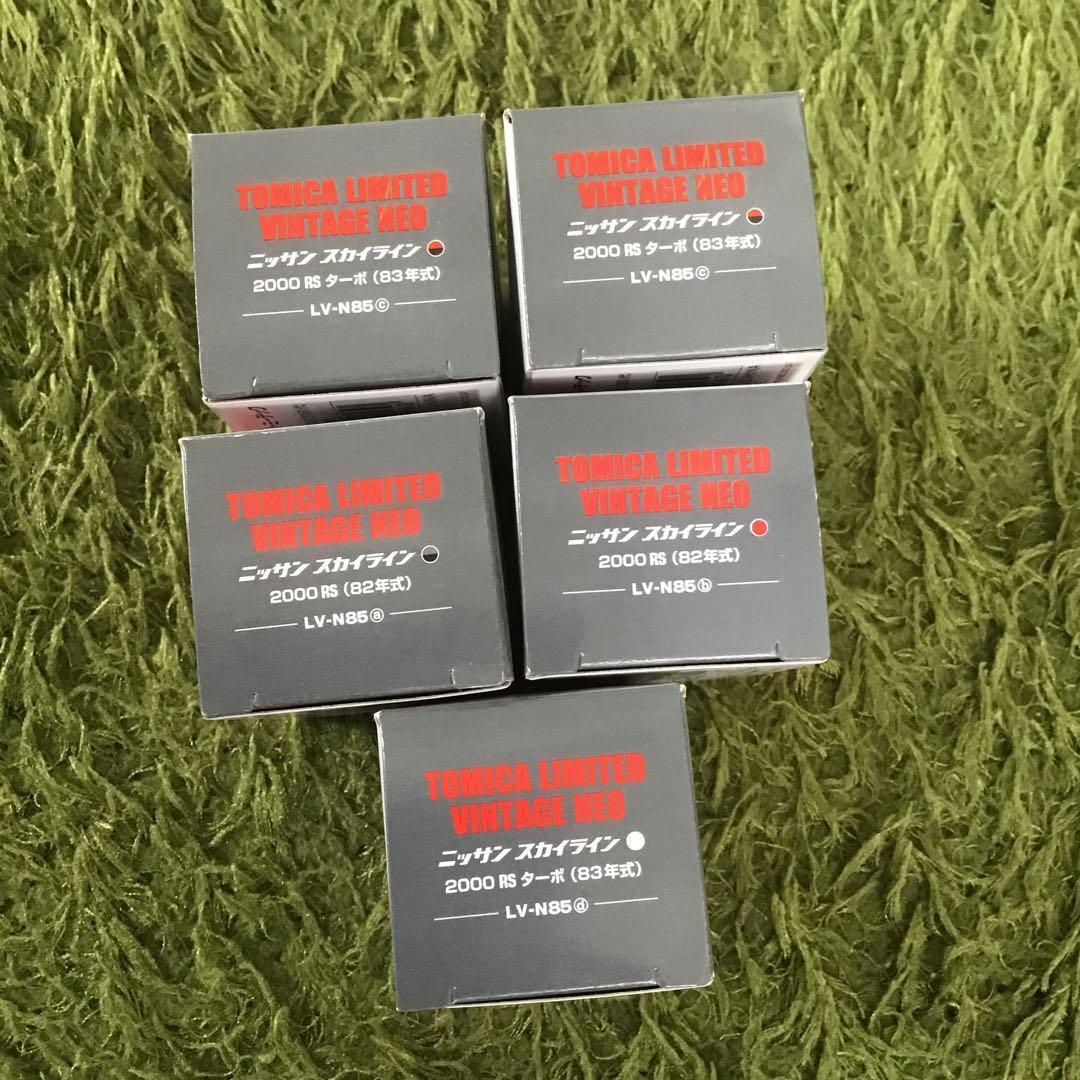 TOMICA LIMITED
VINTAGE NEO
ニッサン スカイライン
2000 RS ターボ (83年式)
LV-N85ⓒ
TOMICA LIMITED
VINTAGE NEO
ニッサン スカイライン
2000 RS ターボ (83年式)
LV-N85ⓒ
TOMICA LIMITED
VINTAGE NEO
ニッサン スカイライン
2000 RS (82年式)
LV-N85ⓐ
TOMICA LIMITED
VINTAGE NEO
ニッサン スカイライン
2000 RS (82年式)
LV-N85ⓑ
TOMICA LIMITED
VINTAGE NEO
ニッサン スカイライン
2000 RS ターボ (83年式)
LV-N85ⓓ